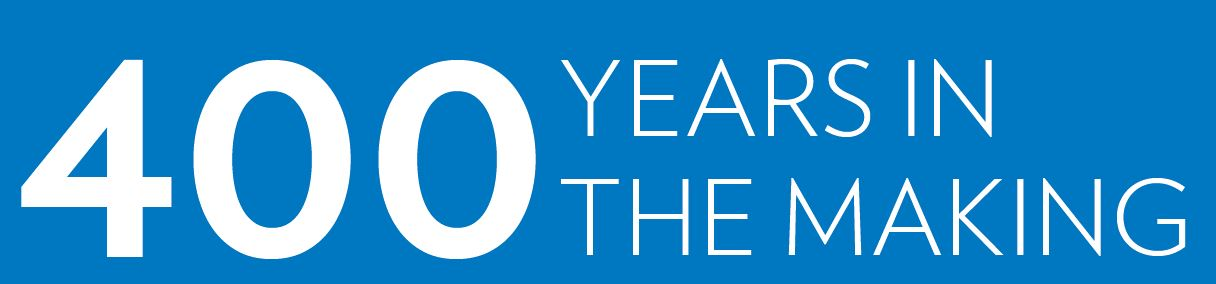 400 YEARS IN
THE MAKING